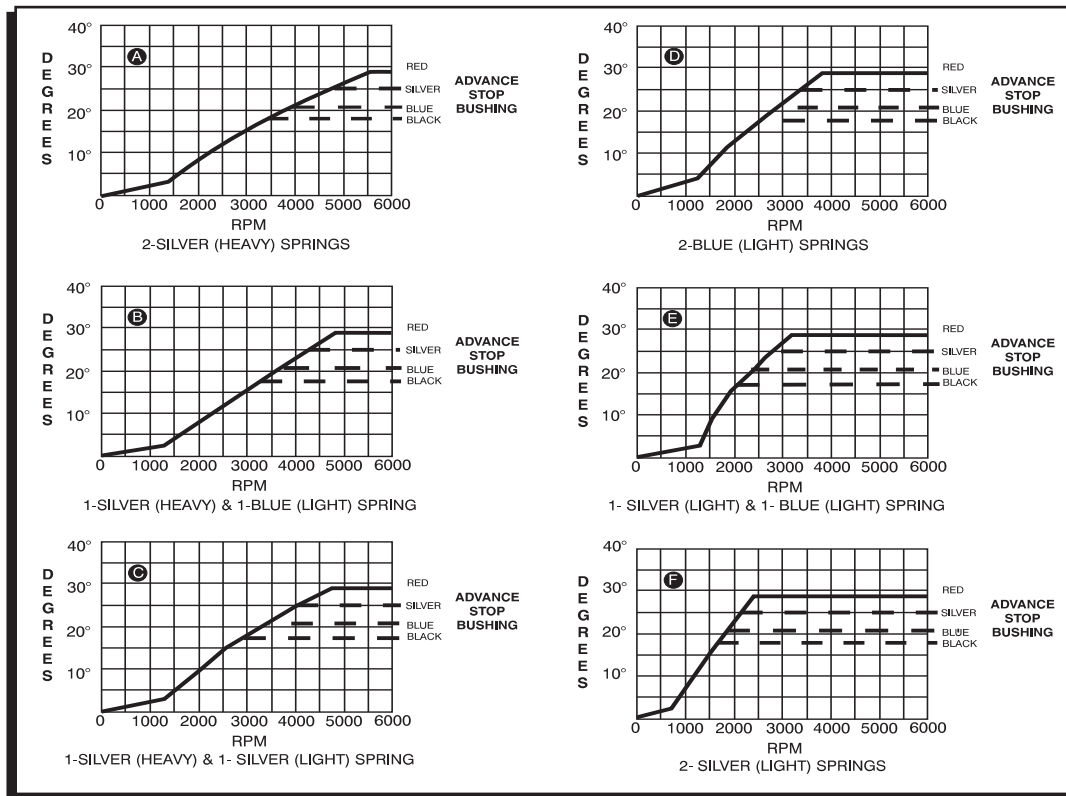 40°
A
30°
20°
10°
DEGREES
RED
SILVER
BLUE
BLACK
ADVANCE
STOP
BUSHING
0 1000 2000 3000 4000 5000 6000
RPM
2-SILVER (HEAVY) SPRINGS
40°
D
30°
20°
10°
DEGREES
RED
SILVER
BLUE
BLACK
ADVANCE
STOP
BUSHING
0 1000 2000 3000 4000 5000 6000
RPM
2-BLUE (LIGHT) SPRINGS
40°
B
30°
20°
10°
DEGREES
RED
SILVER
BLUE
BLACK
ADVANCE
STOP
BUSHING
0 1000 2000 3000 4000 5000 6000
RPM
1-SILVER (HEAVY) & 1-BLUE (LIGHT) SPRING
40°
E
30°
20°
10°
DEGREES
RED
SILVER
BLUE
BLACK
ADVANCE
STOP
BUSHING
0 1000 2000 3000 4000 5000 6000
RPM
1- SILVER (LIGHT) & 1- BLUE (LIGHT) SPRING
40°
C
30°
20°
10°
DEGREES
RED
SILVER
BLUE
BLACK
ADVANCE
STOP
BUSHING
0 1000 2000 3000 4000 5000 6000
RPM
1-SILVER (HEAVY) & 1- SILVER (LIGHT) SPRING
40°
F
30°
20°
10°
DEGREES
RED
SILVER
BLUE
BLACK
ADVANCE
STOP
BUSHING
0 1000 2000 3000 4000 5000 6000
RPM
2- SILVER (LIGHT) SPRINGS